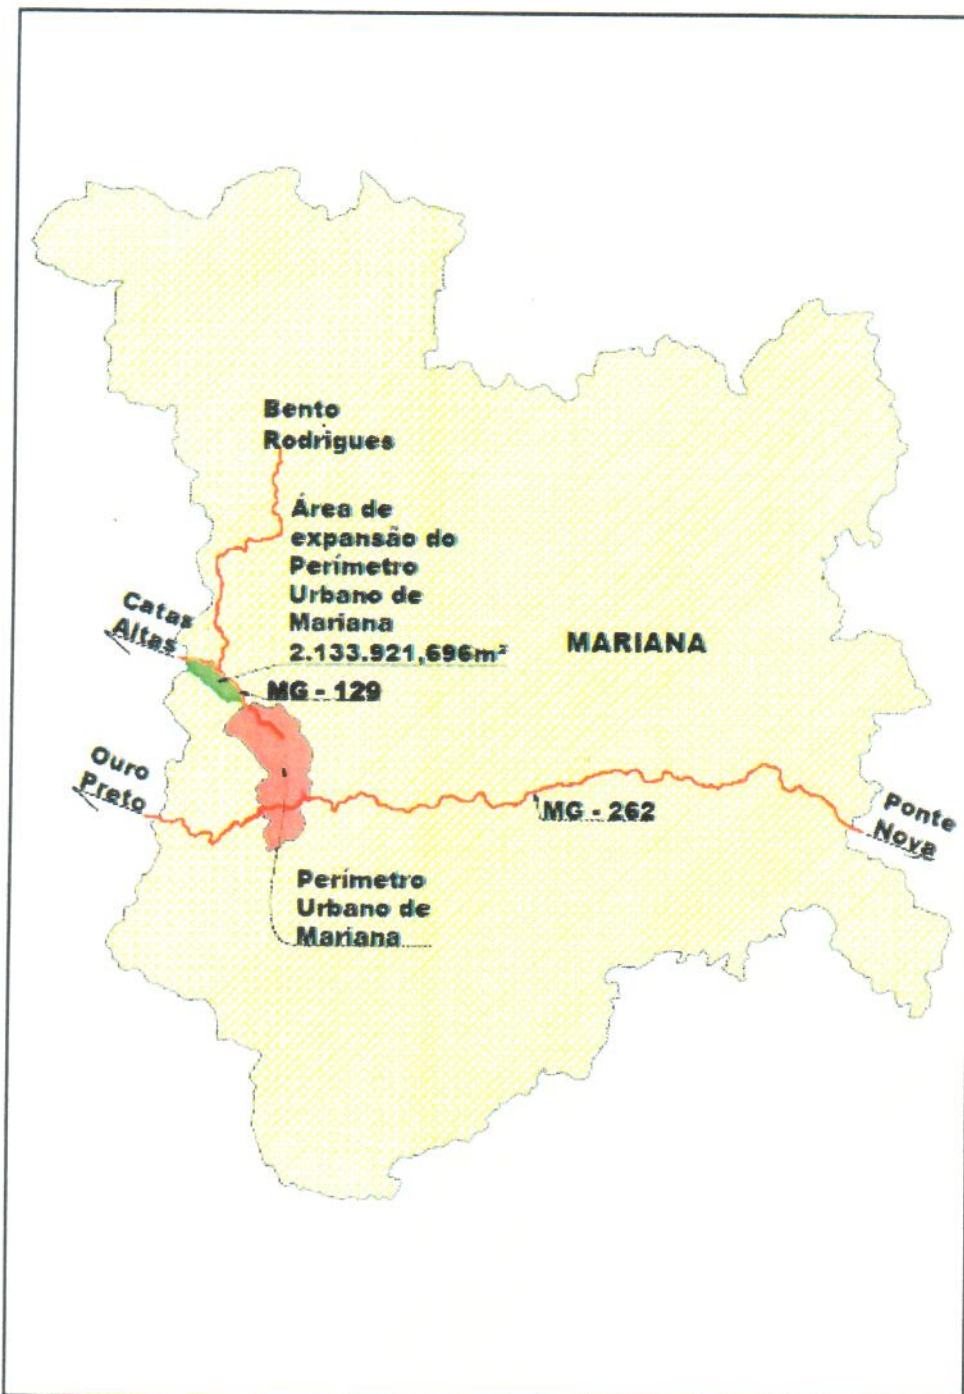 Bento
Rodrigues
Área de
expansão do
Perímetro
Urbano de
Mariana
2.133.921,696m²
Catas
Altas
MARIANA
MG - 129
Ouro
Preto
MG - 262
Ponte
Nova
Perímetro
Urbano de
Mariana